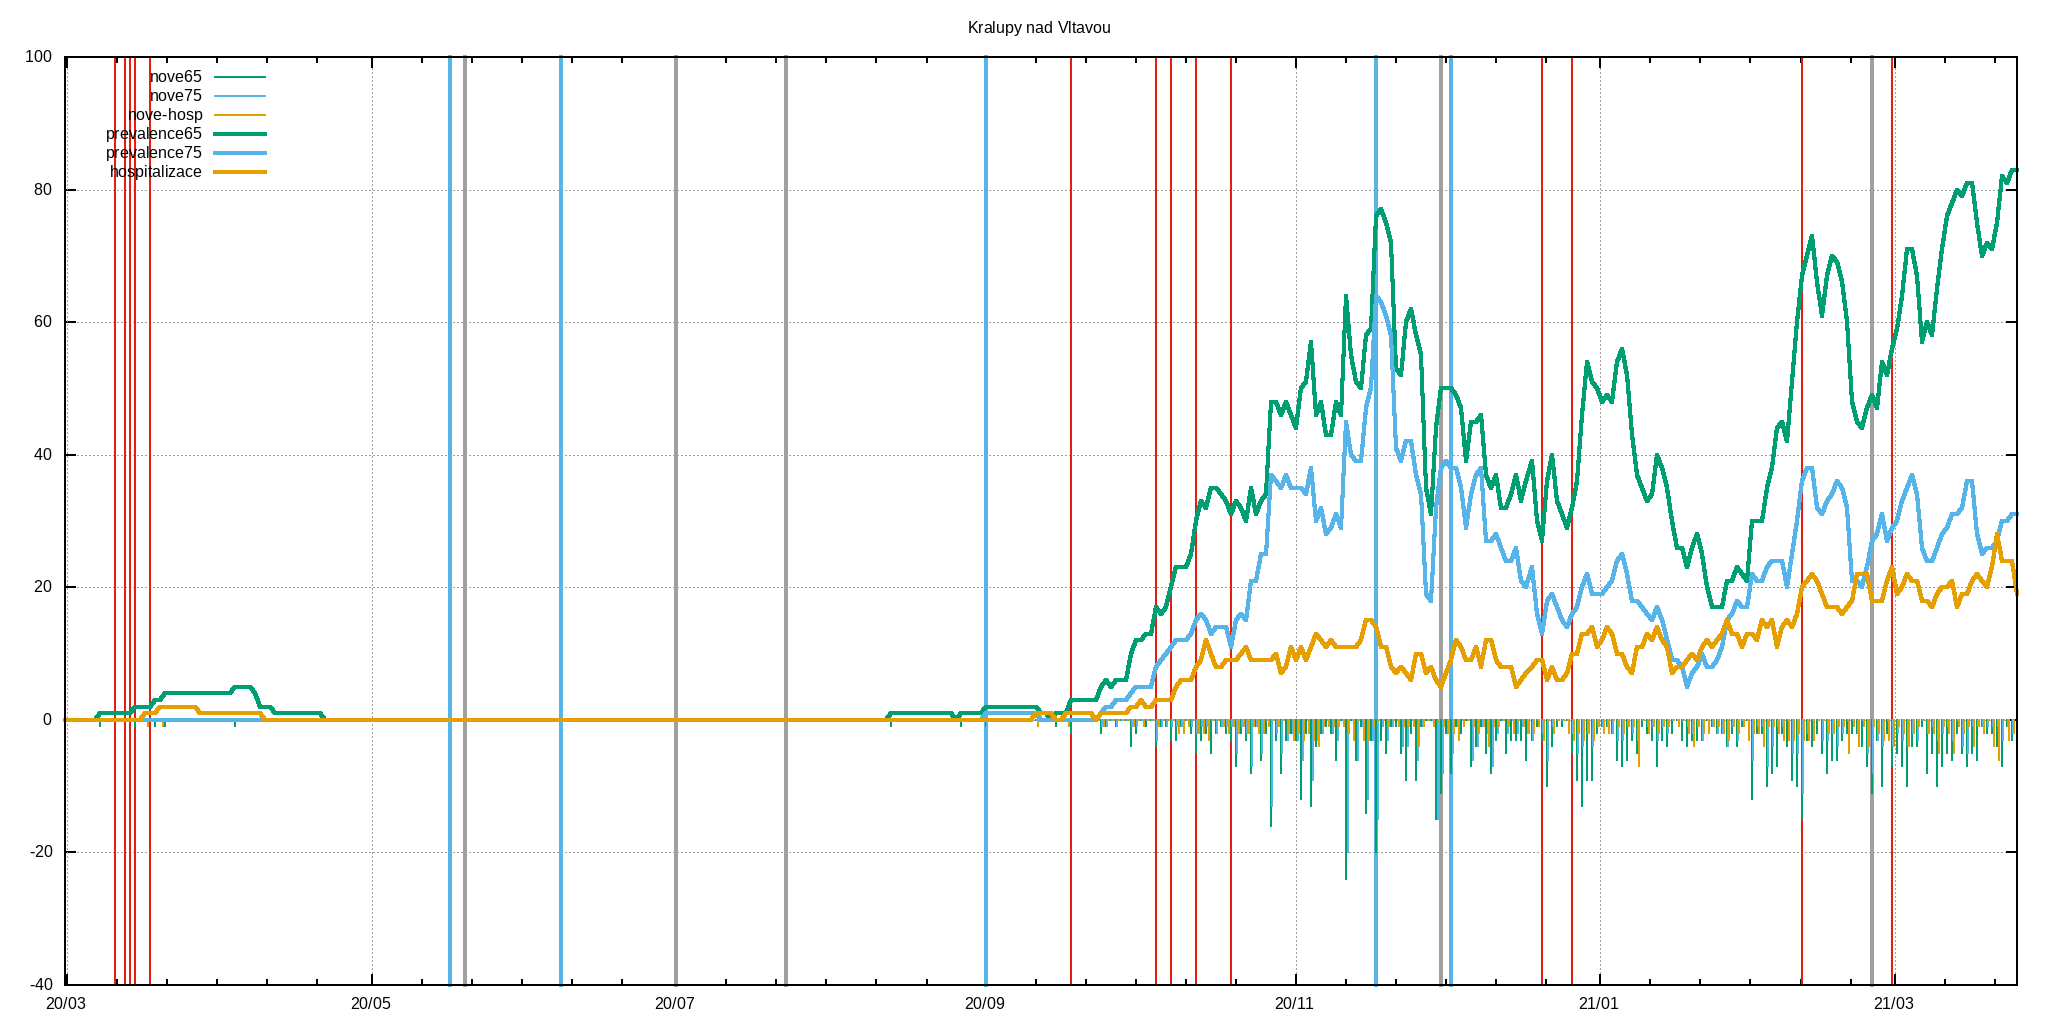 Kralupy nad Vltavou
100
80
60
40
20
0
-20
-40
nove65
nove75
nove-hosp
prevalence65
prevalence75
hospitalizace
20/03
20/05
20/07
20/09
20/11
21/01
21/03